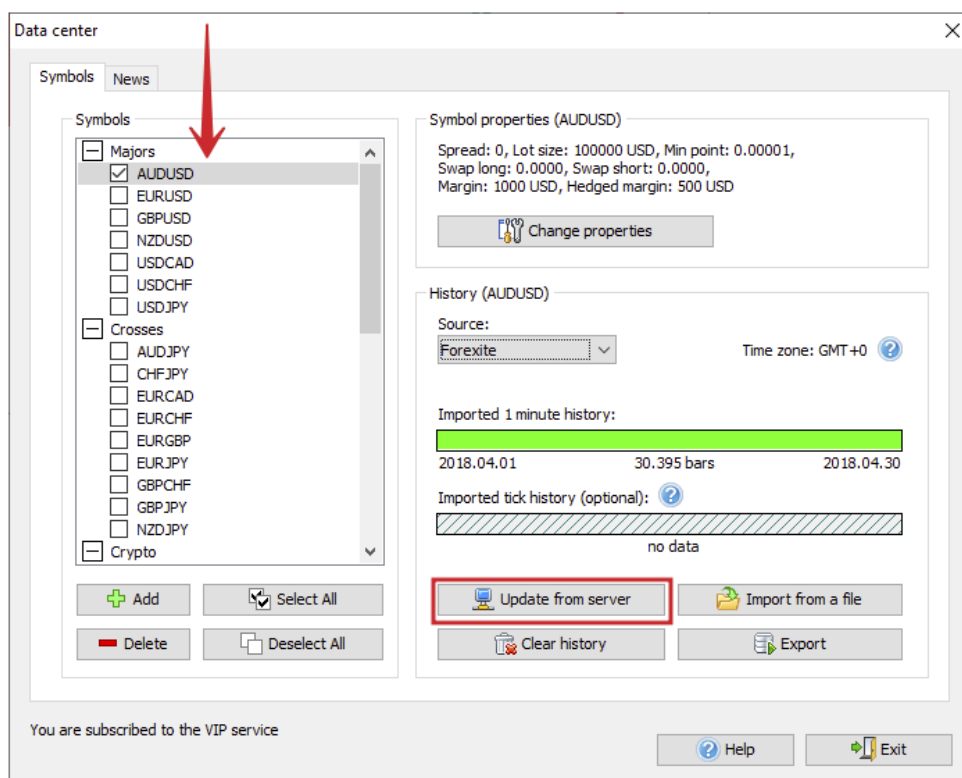 Data center
Symbols
News
Symbols
Majors
AUDUSD
EURUSD
GBPUSD
NZDUSD
USDCAD
USDCHF
USDJPY
Crosses
AUDJPY
CHFJPY
EURCAD
EURCHF
EURGBP
EURJPY
GBPCHF
GBPJPY
NZDJPY
Crypto
Add
Select All
Delete
Deselect All
Symbol properties (AUDUSD)
Spread: 0, Lot size: 100000 USD, Min point: 0.00001,
Swap long: 0.0000, Swap short: 0.0000,
Margin: 1000 USD, Hedged margin: 500 USD
Change properties
History (AUDUSD)
Source:
Forexite
Time zone: GMT+0
Imported 1 minute history:
2018.04.01 30.395 bars 2018.04.30
Imported tick history (optional):
no data
Update from server
Import from a file
Clear history
Export
You are subscribed to the VIP service
Help
Exit